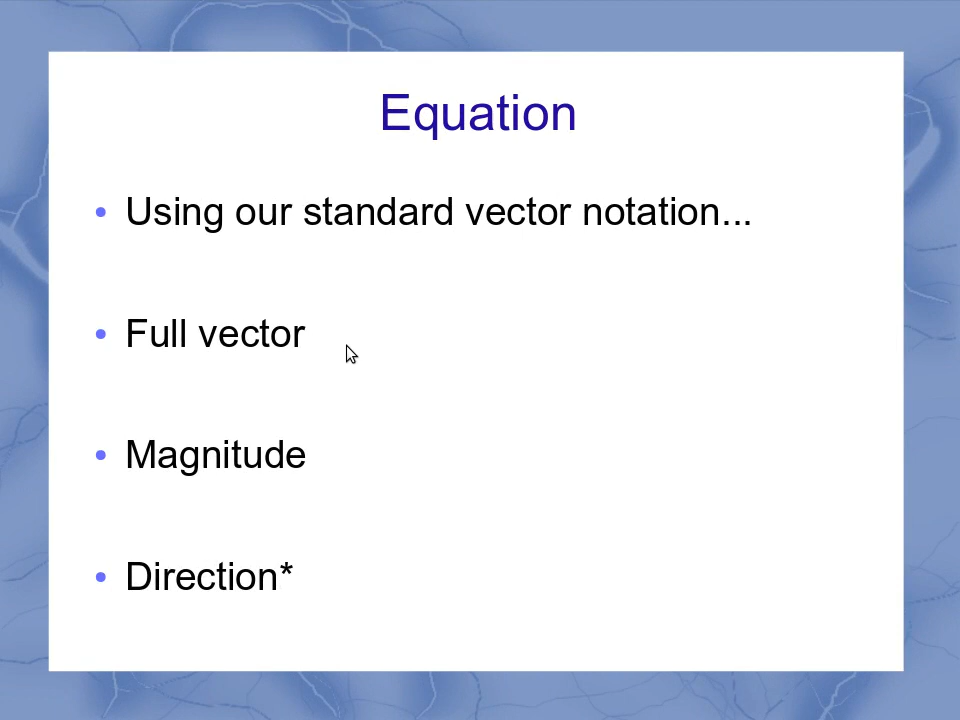 Equation
• Using our standard vector notation...
• Full vector
• Magnitude
• Direction*